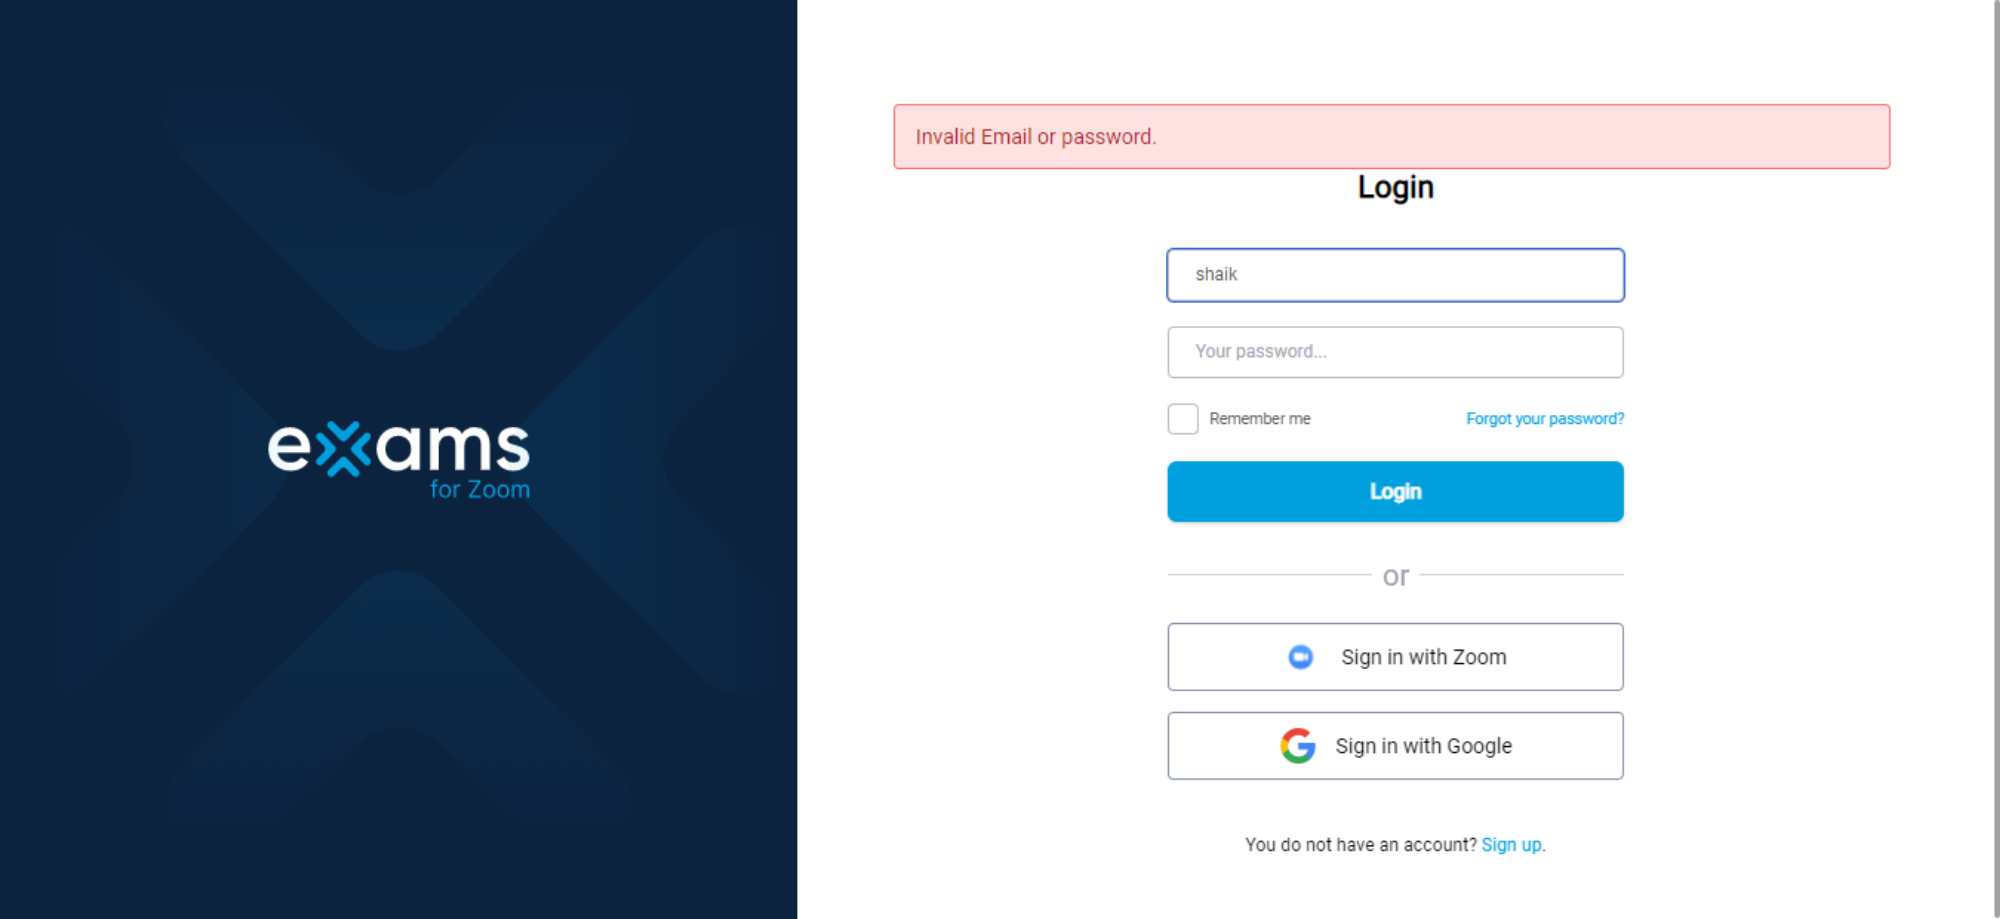 exams
for Zoom
Invalid Email or password.
Login
shaik
Your password...
Remember me
Forgot your password?
Login
or
Sign in with Zoom
Sign in with Google
You do not have an account? Sign up.